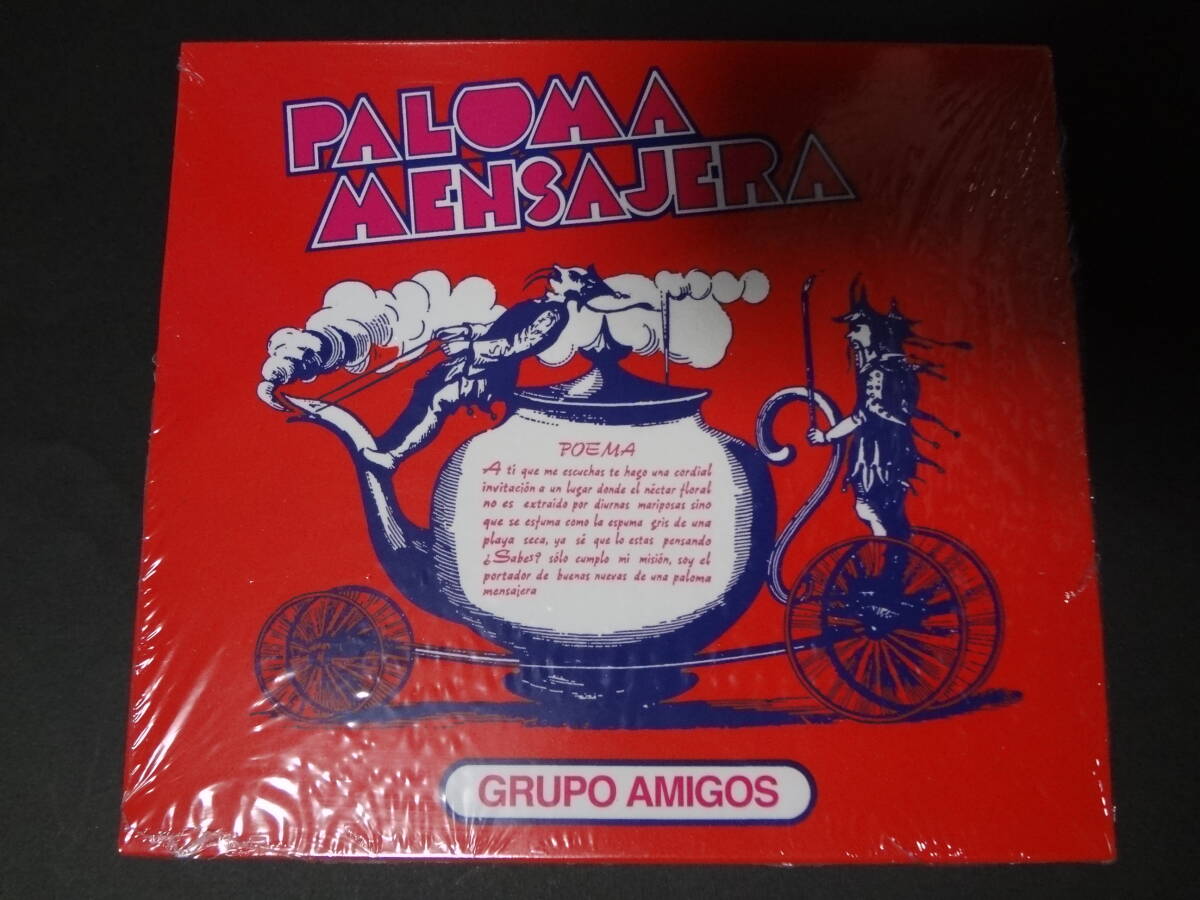 PALOMA
MENSAJERA
POEMA
A ti que me escuchas te hago una cordial
invitación a un lugar donde el néctar floral
no es extraído por diurnas mariposas sino
que se esfuma como la espuma gris de una
playa seca, ya sé que lo estas pensando
¿Sabes? sólo cumplo mi misión, soy el
portador de buenas nuevas de una paloma
mensajera
GRUPO AMIGOS